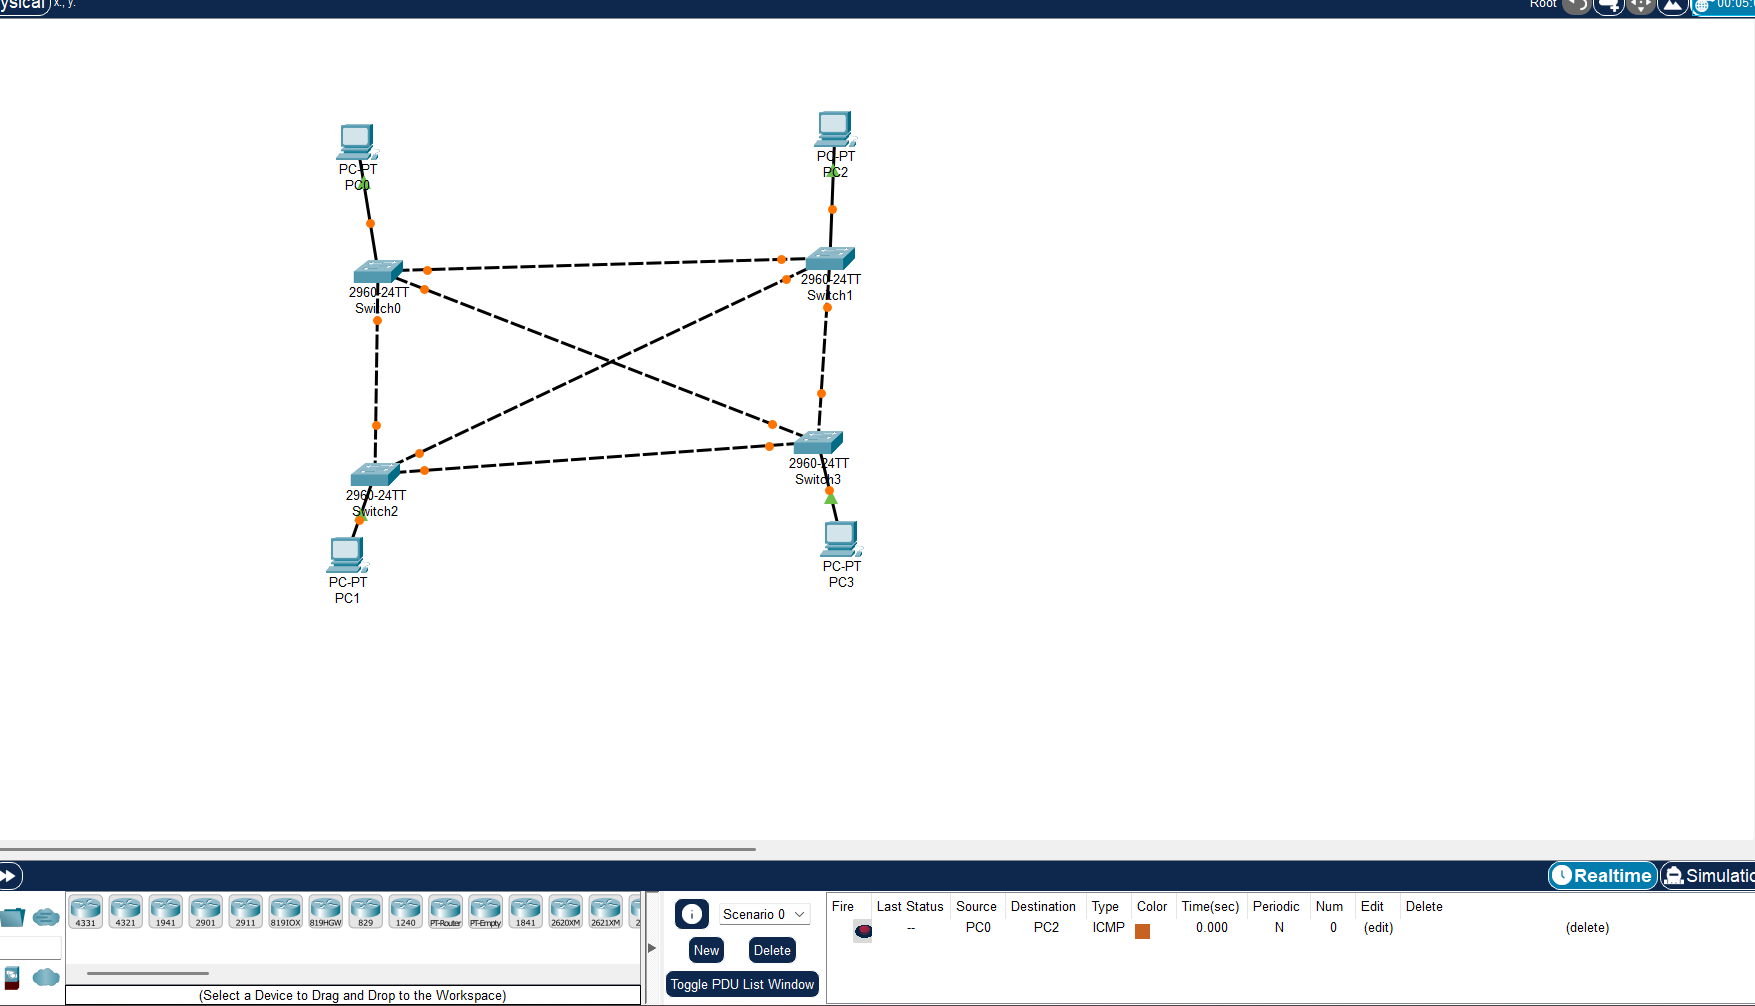 ysical x:, y:
Root
00:05:
PC-PT
PC0
PC-PT
PC2
2960-24TT
Switch0
2960-24TT
Switch1
2960-24TT
Switch2
2960-24TT
Switch3
PC-PT
PC1
PC-PT
PC3
Realtime
Simulatio
4331 4321 1941 2901 2911 819IOX 819HGW 829 1240 PT-Router PT-Empty 1841 2620XM 2621XM 2
(Select a Device to Drag and Drop to the Workspace)
Scenario 0
New Delete
Toggle PDU List Window
Fire Last Status Source Destination Type Color Time(sec) Periodic Num Edit Delete
-- PC0 PC2 ICMP 0.000 N 0 (edit) (delete)